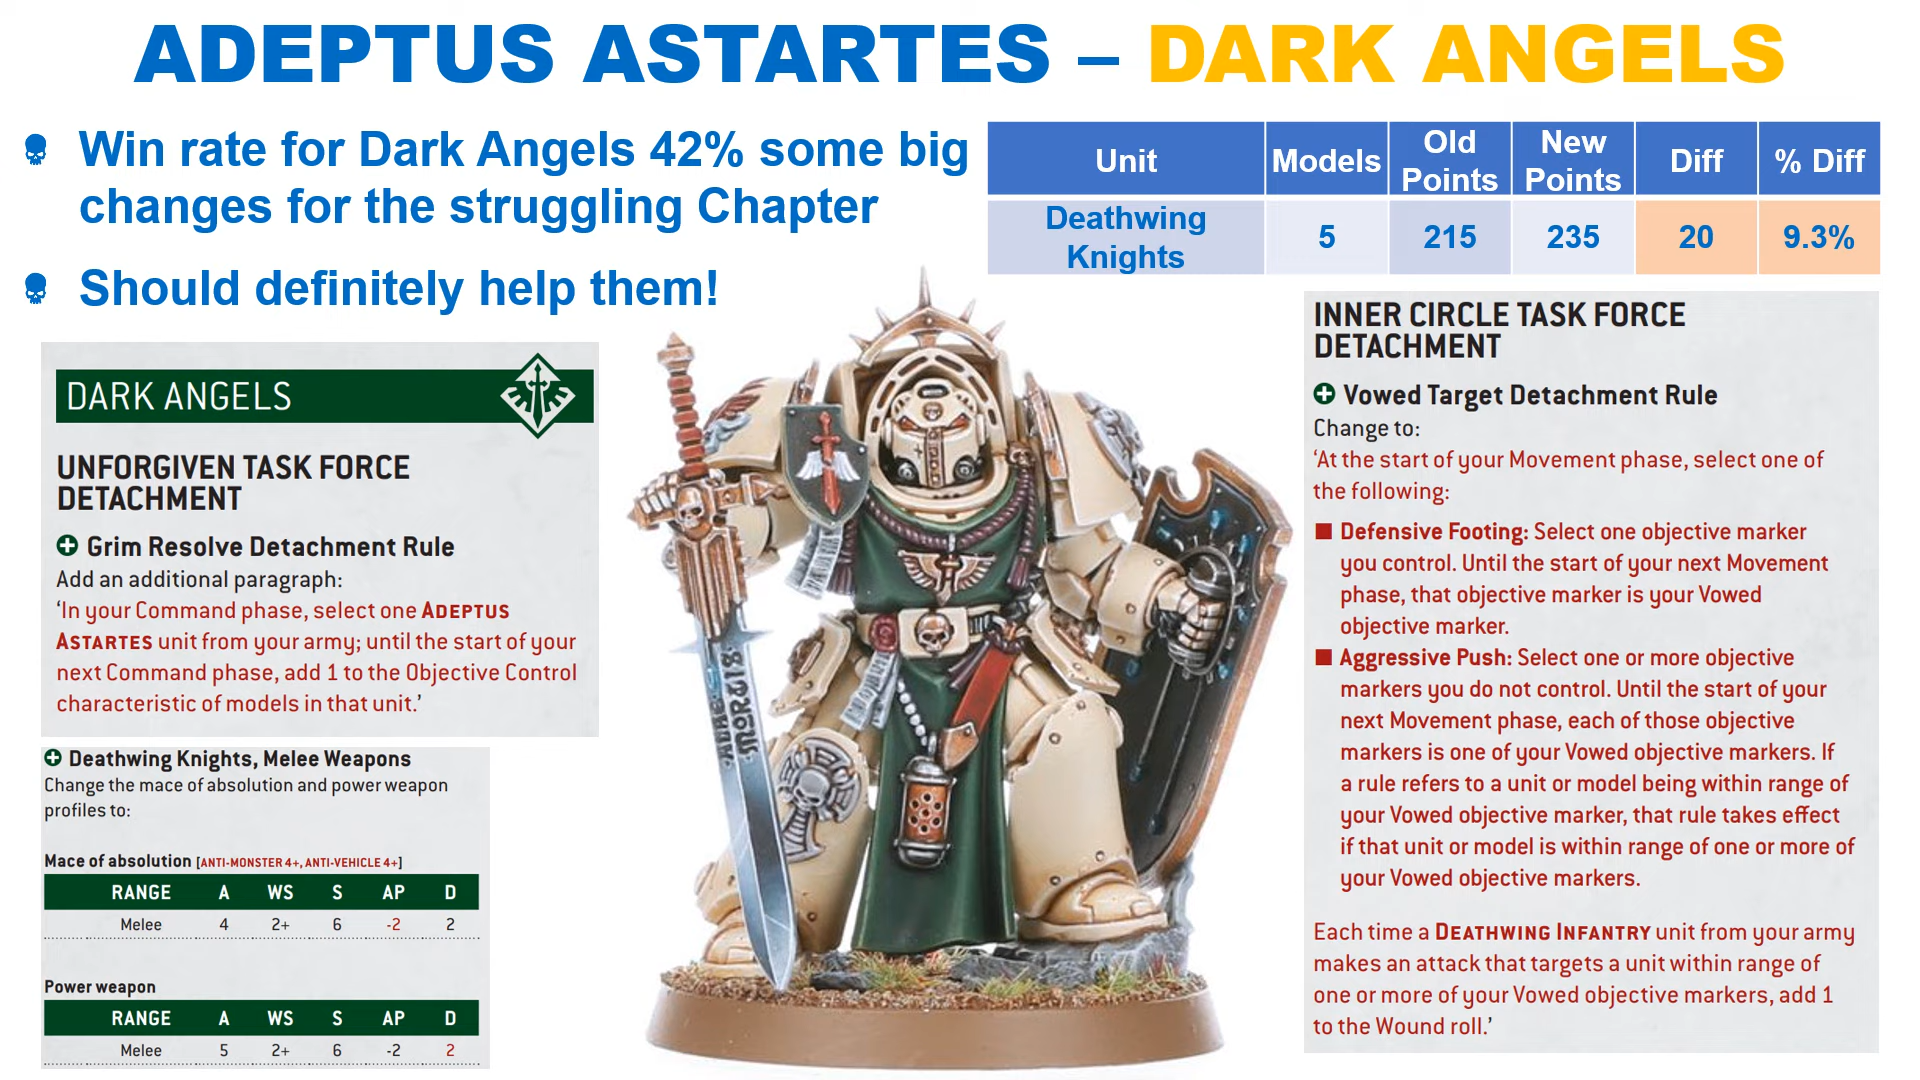 ADEPTUS ASTARTES – DARK ANGELS
Win rate for Dark Angels 42% some big
changes for the struggling Chapter
Should definitely help them!
Unit Models Old Points New Points Diff % Diff
Deathwing Knights 5 215 235 20 9.3%
DARK ANGELS
UNFORGIVEN TASK FORCE
DETACHMENT
Grim Resolve Detachment Rule
Add an additional paragraph:
‘In your Command phase, select one ADEPTUS
ASTARTES unit from your army; until the start of your
next Command phase, add 1 to the Objective Control
characteristic of models in that unit.’
Deathwing Knights, Melee Weapons
Change the mace of absolution and power weapon
profiles to:
Mace of absolution [ANTI-MONSTER 4+, ANTI-VEHICLE 4+]
RANGE A WS S AP D
Melee 4 2+ 6 -2 2
Power weapon
RANGE A WS S AP D
Melee 5 2+ 6 -2 2
INNER CIRCLE TASK FORCE
DETACHMENT
Vowed Target Detachment Rule
Change to:
‘At the start of your Movement phase, select one of
the following:
Defensive Footing: Select one objective marker
you control. Until the start of your next Movement
phase, that objective marker is your Vowed
objective marker.
Aggressive Push: Select one or more objective
markers you do not control. Until the start of your
next Movement phase, each of those objective
markers is one of your Vowed objective markers. If
a rule refers to a unit or model being within range of
your Vowed objective marker, that rule takes effect
if that unit or model is within range of one or more of
your Vowed objective markers.
Each time a DEATHWING INFANTRY unit from your army
makes an attack that targets a unit within range of
one or more of your Vowed objective markers, add 1
to the Wound roll.’